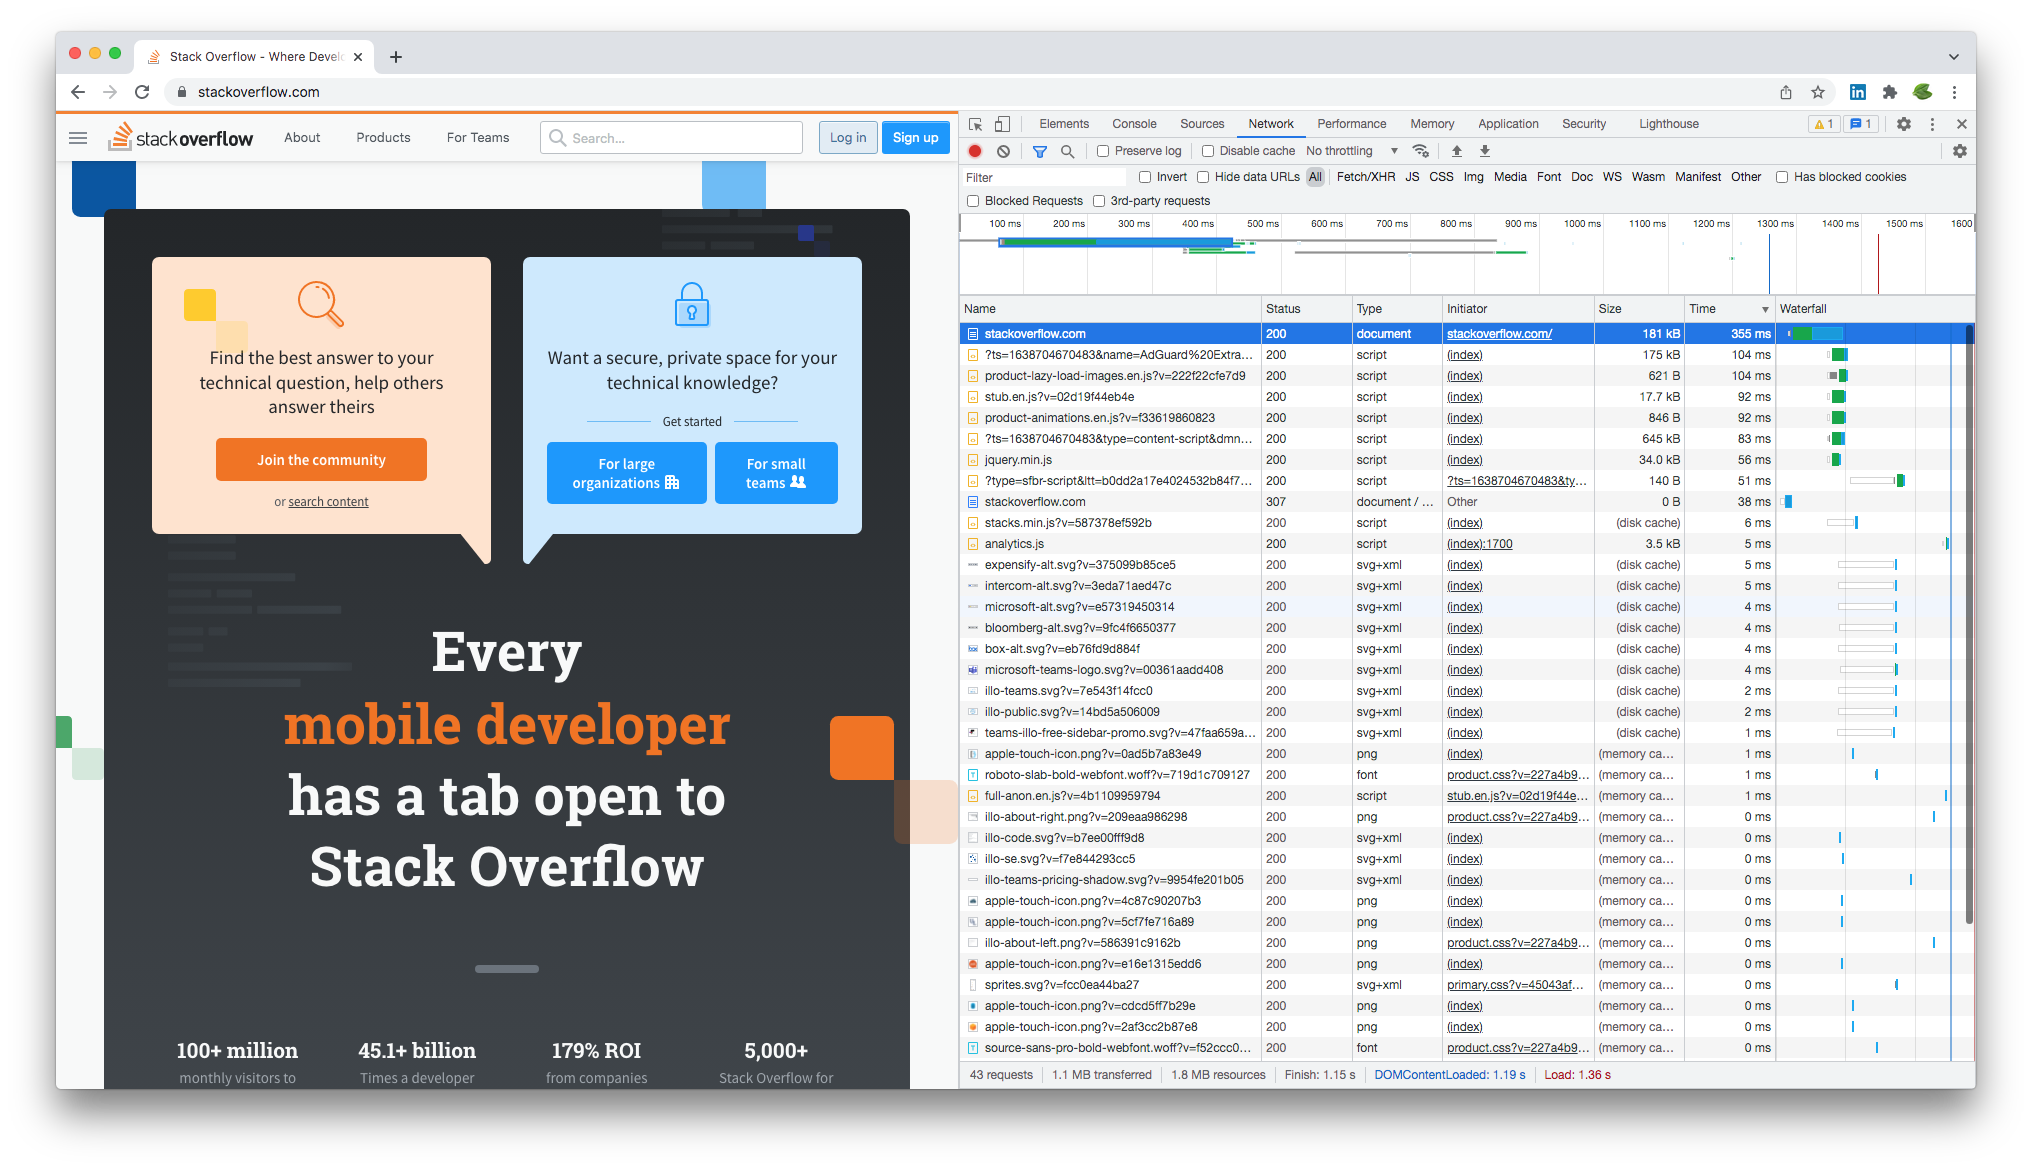 Stack Overflow - Where Devel
stackoverflow.com
stackoverflow
About
Products
For Teams
Search...
Log in
Sign up
Find the best answer to your
technical question, help others
answer theirs
Join the community
or search content
Want a secure, private space for your
technical knowledge?
Get started
For large
organizations
For small
teams
Every
mobile developer
has a tab open to
Stack Overflow
100+ million
monthly visitors to
45.1+ billion
Times a developer
179% ROI
from companies
5,000+
Stack Overflow for
Elements Console Sources Network Performance Memory Application Security Lighthouse 1 1
Preserve log Disable cache No throttling
Filter Invert Hide data URLs All Fetch/XHR JS CSS Img Media Font Doc WS Wasm Manifest Other Has blocked cookies
Blocked Requests 3rd-party requests
100 ms 200 ms 300 ms 400 ms 500 ms 600 ms 700 ms 800 ms 900 ms 1000 ms 1100 ms 1200 ms 1300 ms 1400 ms 1500 ms 1600
Name Status Type Initiator Size Time Waterfall
stackoverflow.com 200 document stackoverflow.com/ 181 kB 355 ms
?ts=1638704670483&name=AdGuard%20Extra... 200 script (index) 175 kB 104 ms
product-lazy-load-images.en.js?v=222f22cfe7d9 200 script (index) 621 B 104 ms
stub.en.js?v=02d19f44eb4e 200 script (index) 17.7 kB 92 ms
product-animations.en.js?v=f33619860823 200 script (index) 846 B 92 ms
?ts=1638704670483&type=content-script&dmn... 200 script (index) 645 kB 83 ms
jquery.min.js 200 script (index) 34.0 kB 56 ms
?type=sfbr-script&ltt=b0dd2a17e4024532b84f7... 200 script ?ts=1638704670483&ty... 140 B 51 ms
stackoverflow.com 307 document / ... Other 0 B 38 ms
stacks.min.js?v=587378ef592b 200 script (index) (disk cache) 6 ms
analytics.js 200 script (index):1700 3.5 kB 5 ms
expensify-alt.svg?v=375099b85ce5 200 svg+xml (index) (disk cache) 5 ms
intercom-alt.svg?v=3eda71aed47c 200 svg+xml (index) (disk cache) 5 ms
microsoft-alt.svg?v=e57319450314 200 svg+xml (index) (disk cache) 4 ms
bloomberg-alt.svg?v=9fc4f6650377 200 svg+xml (index) (disk cache) 4 ms
box-alt.svg?v=eb76fd9d884f 200 svg+xml (index) (disk cache) 4 ms
microsoft-teams-logo.svg?v=00361aadd408 200 svg+xml (index) (disk cache) 4 ms
illo-teams.svg?v=7e543f14fcc0 200 svg+xml (index) (disk cache) 2 ms
illo-public.svg?v=14bd5a506009 200 svg+xml (index) (disk cache) 2 ms
teams-illo-free-sidebar-promo.svg?v=47faa659a... 200 svg+xml (index) (disk cache) 1 ms
apple-touch-icon.png?v=0ad5b7a83e49 200 png (index) (memory ca... 1 ms
roboto-slab-bold-webfont.woff?v=719d1c709127 200 font product.css?v=227a4b9... (memory ca... 1 ms
full-anon.en.js?v=4b1109959794 200 script stub.en.js?v=02d19f44e... (memory ca... 1 ms
illo-about-right.png?v=209eaa986298 200 png product.css?v=227a4b9... (memory ca... 0 ms
illo-code.svg?v=b7ee00fff9d8 200 svg+xml (index) (memory ca... 0 ms
illo-se.svg?v=f7e844293cc5 200 svg+xml (index) (memory ca... 0 ms
illo-teams-pricing-shadow.svg?v=9954fe201b05 200 svg+xml (index) (memory ca... 0 ms
apple-touch-icon.png?v=4c87c90207b3 200 png (index) (memory ca... 0 ms
apple-touch-icon.png?v=5cf7fe716a89 200 png (index) (memory ca... 0 ms
illo-about-left.png?v=586391c9162b 200 png product.css?v=227a4b9... (memory ca... 0 ms
apple-touch-icon.png?v=e16e1315edd6 200 png (index) (memory ca... 0 ms
sprites.svg?v=fcc0ea44ba27 200 svg+xml primary.css?v=45043af... (memory ca... 0 ms
apple-touch-icon.png?v=cdcd5ff7b29e 200 png (index) (memory ca... 0 ms
apple-touch-icon.png?v=2af3cc2b87e8 200 png (index) (memory ca... 0 ms
source-sans-pro-bold-webfont.woff?v=f52ccc0... 200 font product.css?v=227a4b9... (memory ca... 0 ms
43 requests 1.1 MB transferred 1.8 MB resources Finish: 1.15 s DOMContentLoaded: 1.19 s Load: 1.36 s